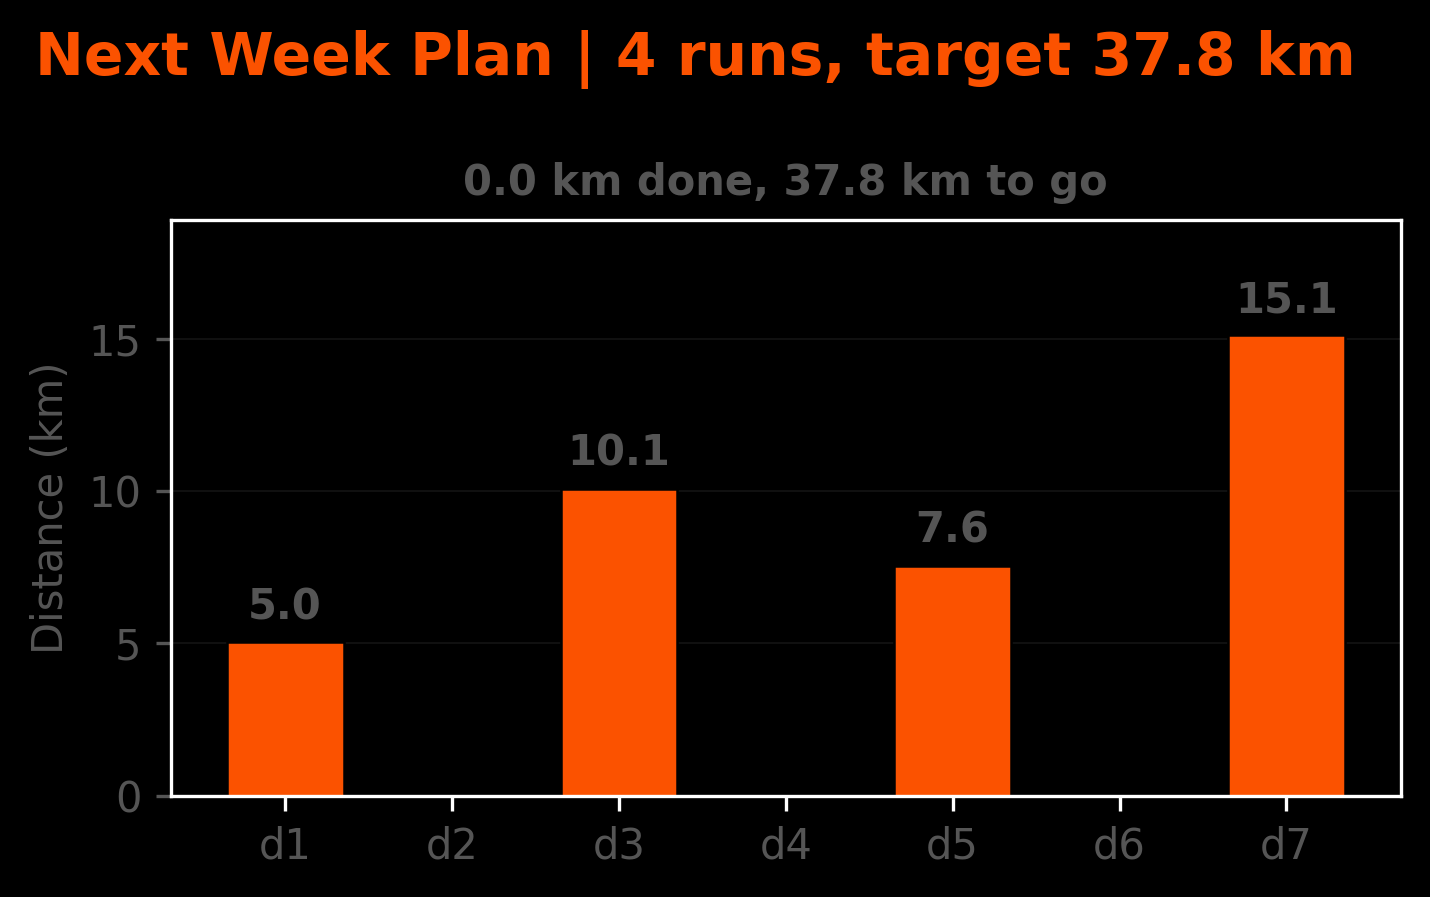 Next Week Plan | 4 runs, target 37.8 km
0.0 km done, 37.8 km to go
Distance (km)
15
10
5
0
5.0
10.1
7.6
15.1
d1 d2 d3 d4 d5 d6 d7